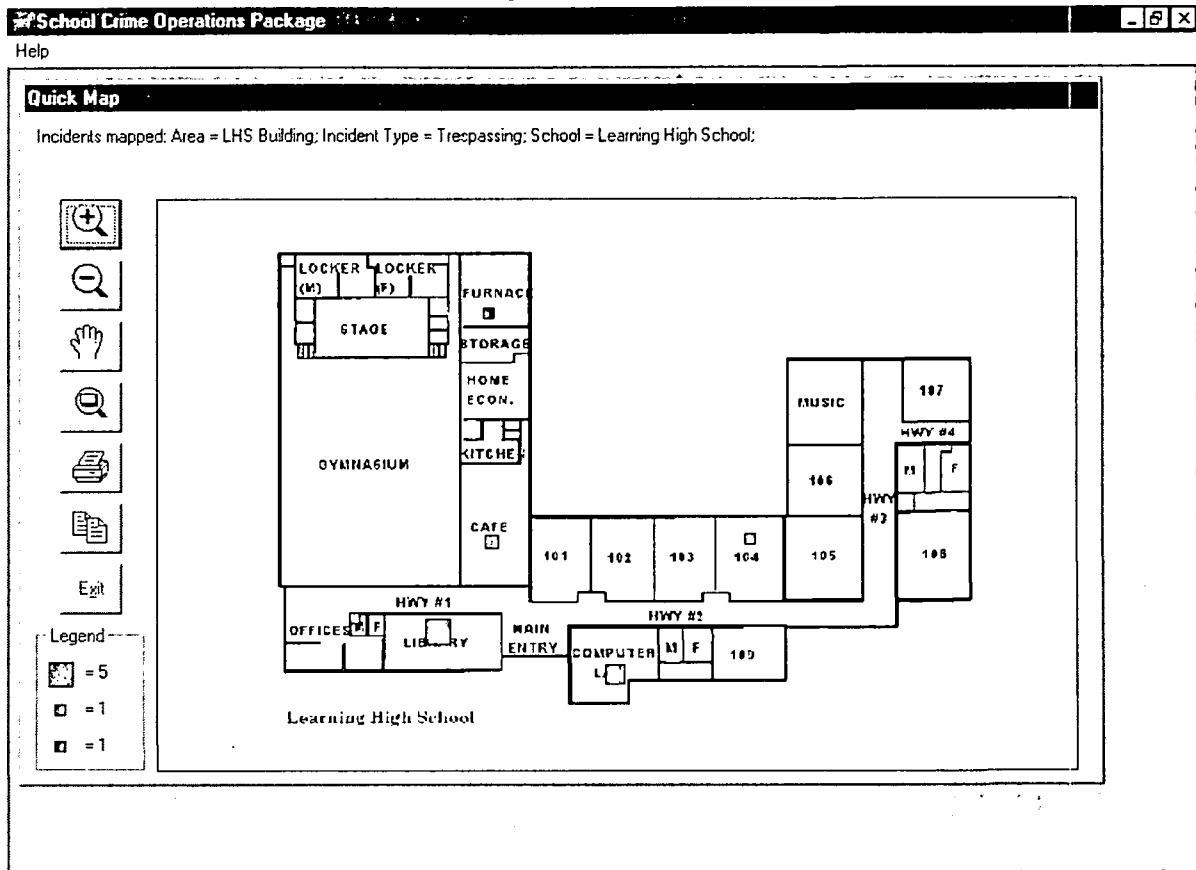 School Crime Operations Package
Help
Quick Map
Incidents mapped: Area = LHS Building; Incident Type = Trespassing; School = Learning High School;
LOCKER LOCKER
(M) (F)
STAGE
FURNACE
STORAGE
HOME
ECON.
KITCHEN
GYMNASIUM
CAFE
MUSIC
107
HWY #4
106
M F
HWY
#3
101 102 103 104 105 108
HWY #1
HWY #2
OFFICES M F LIBRARY
MAIN
ENTRY
COMPUTER
M F 109
Exit
Legend
= 5
= 1
= 1
Learning High School